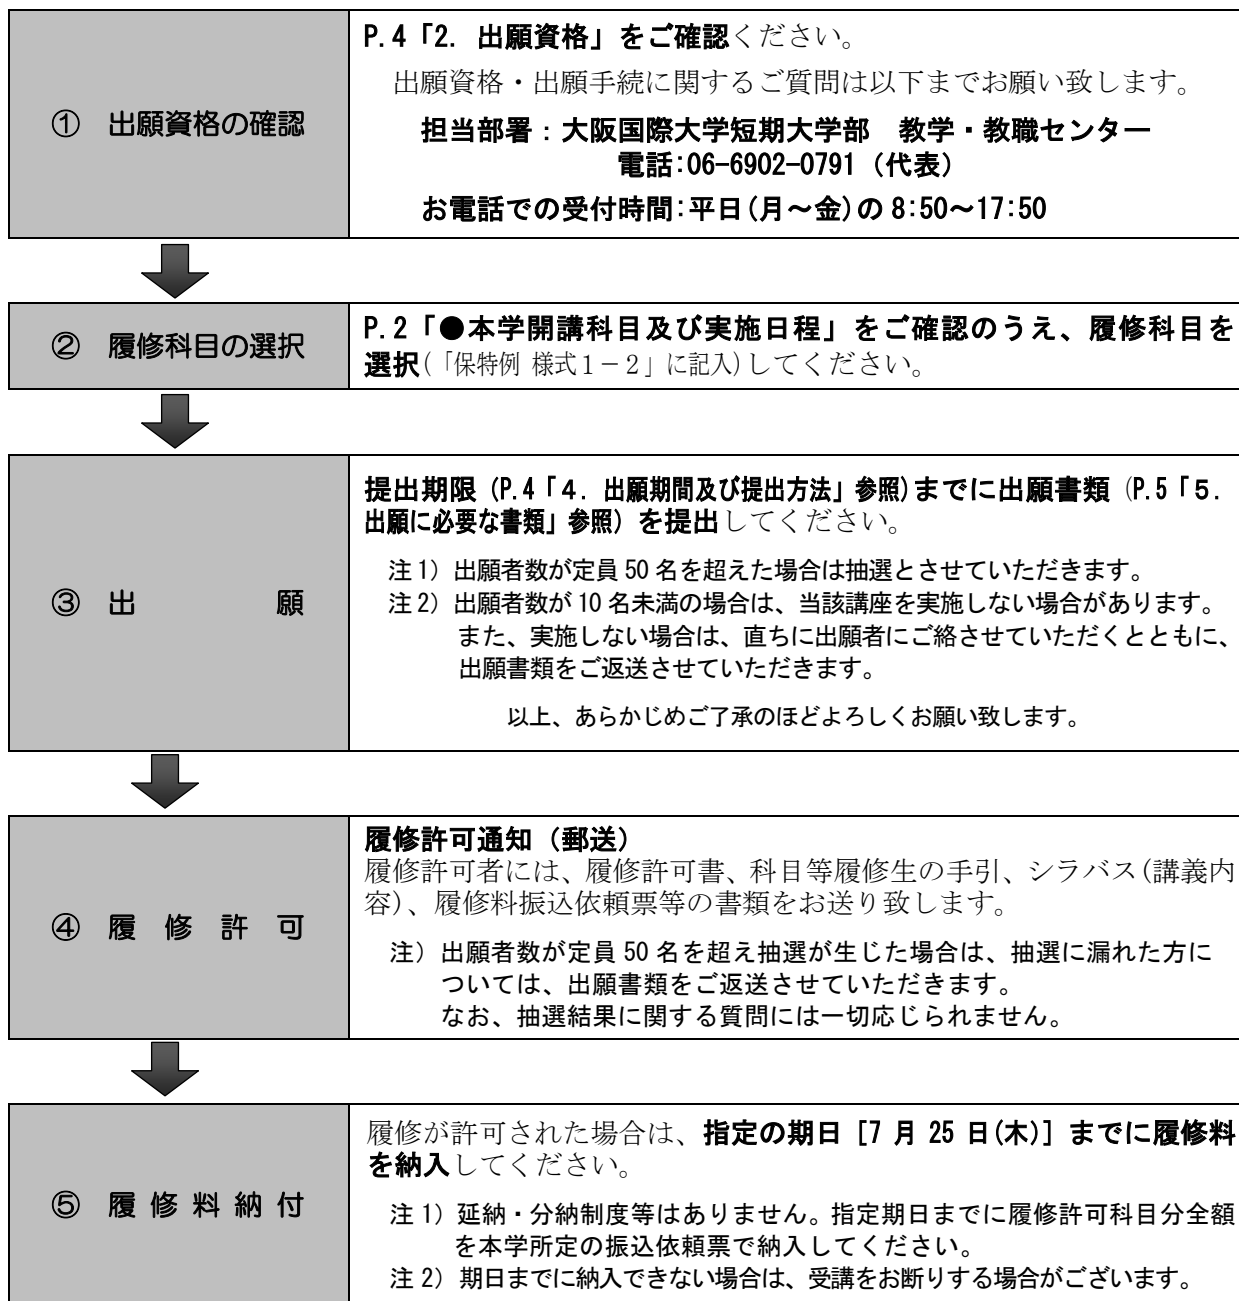 ① 出願資格の確認
P.4「2. 出願資格」をご確認ください。
出願資格・出願手続に関するご質問は以下までお願い致します。
担当部署：大阪国際大学短期大学部　教学・教職センター
電話:06-6902-0791（代表）
お電話での受付時間:平日(月～金)の 8:50～17:50
② 履修科目の選択
P.2「●本学開講科目及び実施日程」をご確認のうえ、履修科目を
選択(「保特例 様式１－２」に記入)してください。
③ 出　　　願
提出期限（P.4「４. 出願期間及び提出方法」参照)までに出願書類（P.5「５.
出願に必要な書類」参照）を提出してください。
注1）出願者数が定員 50 名を超えた場合は抽選とさせていただきます。
注2）出願者数が 10 名未満の場合は、当該講座を実施しない場合があります。
また、実施しない場合は、直ちに出願者にご絡させていただくとともに、
出願書類をご返送させていただきます。
以上、あらかじめご了承のほどよろしくお願い致します。
④ 履 修 許 可
履修許可通知（郵送）
履修許可者には、履修許可書、科目等履修生の手引、シラバス(講義内
容)、履修料振込依頼票等の書類をお送り致します。
注）出願者数が定員 50 名を超え抽選が生じた場合は、抽選に漏れた方に
ついては、出願書類をご返送させていただきます。
なお、抽選結果に関する質問には一切応じられません。
⑤ 履 修 料 納 付
履修が許可された場合は、指定の期日［7 月 25 日(木)］までに履修料
を納入してください。
注1）延納・分納制度等はありません。指定期日までに履修許可科目分全額
を本学所定の振込依頼票で納入してください。
注2）期日までに納入できない場合は、受講をお断りする場合がございます。